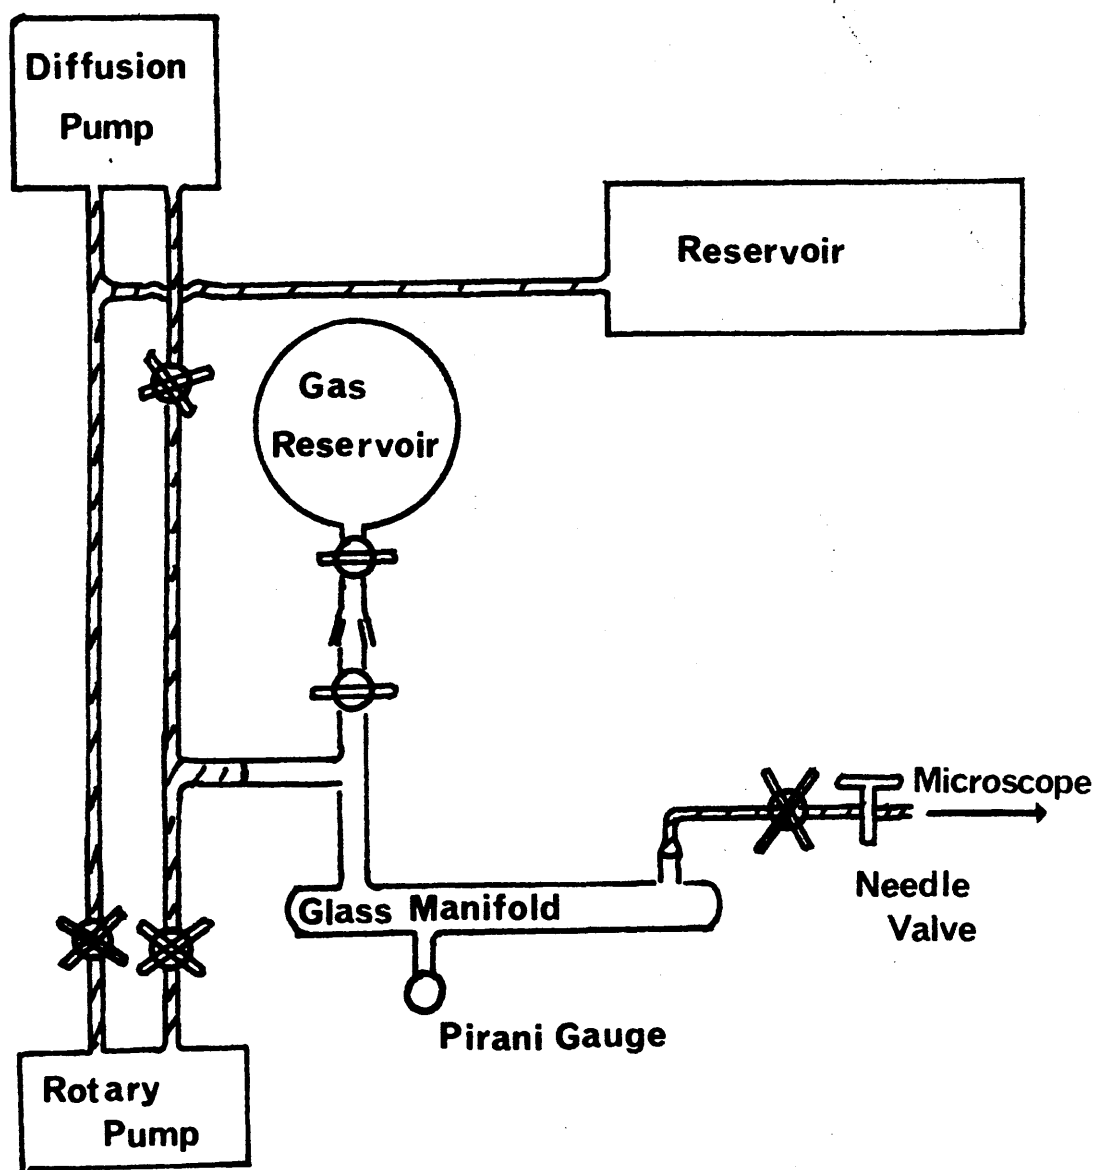 Diffusion
Pump
Reservoir
Gas
Reservoir
Microscope
Needle
Valve
Glass Manifold
Pirani Gauge
Rotary
Pump